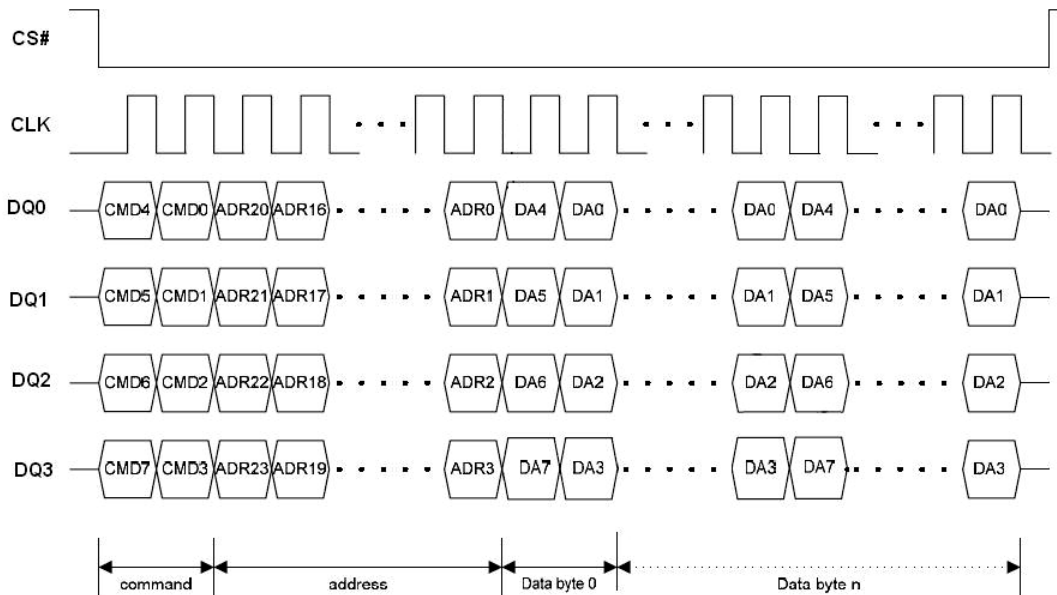 CS#
CLK
DQ0 CMD4 CMD0 ADR20 ADR16 ADR0 DA4 DA0 DA0 DA4 DA0
DQ1 CMD5 CMD1 ADR21 ADR17 ADR1 DA5 DA1 DA1 DA5 DA1
DQ2 CMD6 CMD2 ADR22 ADR18 ADR2 DA6 DA2 DA2 DA6 DA2
DQ3 CMD7 CMD3 ADR23 ADR19 ADR3 DA7 DA3 DA3 DA7 DA3
command address Data byte 0 Data byte n